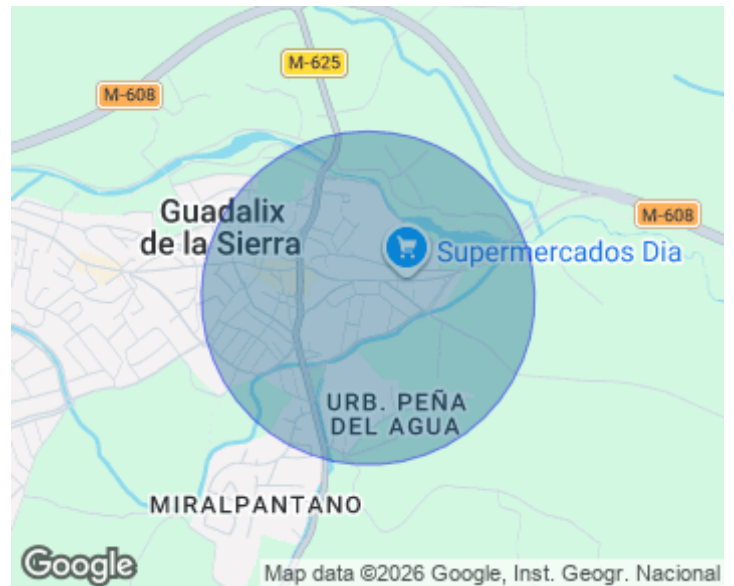 M-625
M-608
Guadalix
de la Sierra
M-608
Supermercados Dia
URB. PEÑA
DEL AGUA
MIRALPANTANO
Google
Map data ©2026 Google, Inst. Geogr. Nacional